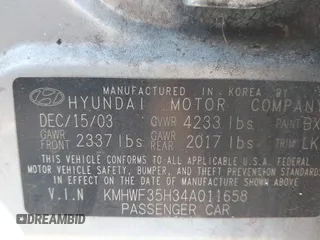 MANUFACTURED IN KOREA BY
HYUNDAI MOTOR COMPANY
DEC/15/03 GVWR 4233 lbs PAINT BX
GAWR FRONT 2337 lbs GAWR REAR 2017 lbs TRIM LK
THIS VEHICLE CONFORMS TO ALL APPLICABLE U.S.A. FEDERAL
MOTOR VEHICLE SAFETY, BUMPER AND THEFT PREVENTION
STANDARDS IN EFFECT ON THE DATE OF MANUFACTURE
SHOWN ABOVE.
V.I.N KMHWF35H34A011658
PASSENGER CAR
AUTOBIDMASTER